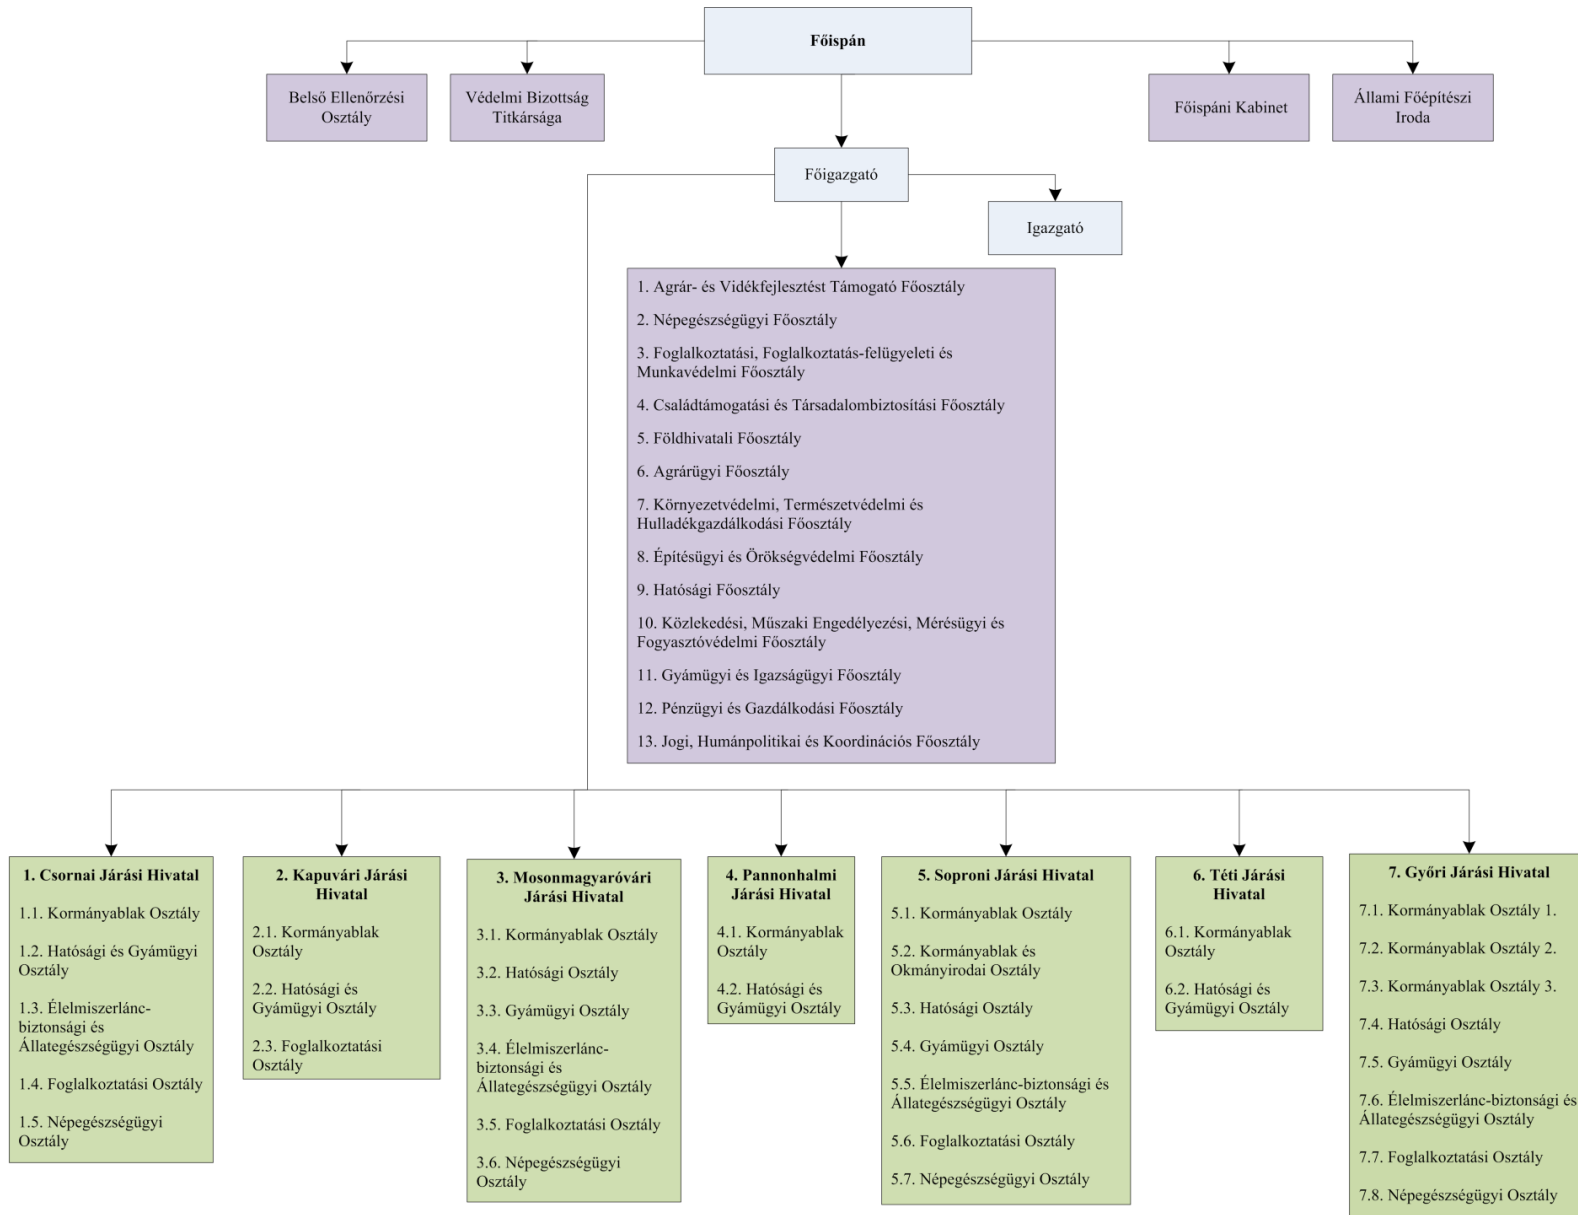 Főispán
Belső Ellenőrzési
Osztály
Védelmi Bizottság
Titkársága
Főispáni Kabinet
Állami Főépítészi
Iroda
Főigazgató
Igazgató
1. Agrár- és Vidékfejlesztést Támogató Főosztály
2. Népegészségügyi Főosztály
3. Foglalkoztatási, Foglalkoztatás-felügyeleti és
Munkavédelmi Főosztály
4. Családtámogatási és Társadalombiztosítási Főosztály
5. Földhivatali Főosztály
6. Agrárügyi Főosztály
7. Környezetvédelmi, Természetvédelmi és
Hulladékgazdálkodási Főosztály
8. Építésügyi és Örökségvédelmi Főosztály
9. Hatósági Főosztály
10. Közlekedési, Műszaki Engedélyezési, Mérésügyi és
Fogyasztóvédelmi Főosztály
11. Gyámügyi és Igazságügyi Főosztály
12. Pénzügyi és Gazdálkodási Főosztály
13. Jogi, Humánpolitikai és Koordinációs Főosztály
1. Csornai Járási Hivatal
1.1. Kormányablak Osztály
1.2. Hatósági és Gyámügyi
Osztály
1.3. Élelmiszerlánc-
biztonsági és
Állategészségügyi Osztály
1.4. Foglalkoztatási Osztály
1.5. Népegészségügyi
Osztály
2. Kapuvári Járási
Hivatal
2.1. Kormányablak
Osztály
2.2. Hatósági és
Gyámügyi Osztály
2.3. Foglalkoztatási
Osztály
3. Mosonmagyaróvári
Járási Hivatal
3.1. Kormányablak Osztály
3.2. Hatósági Osztály
3.3. Gyámügyi Osztály
3.4. Élelmiszerlánc-
biztonsági és
Állategészségügyi Osztály
3.5. Foglalkoztatási Osztály
3.6. Népegészségügyi
Osztály
4. Pannonhalmi
Járási Hivatal
4.1. Kormányablak
Osztály
4.2. Hatósági és
Gyámügyi Osztály
5. Soproni Járási Hivatal
5.1. Kormányablak Osztály
5.2. Kormányablak és
Okmányirodai Osztály
5.3. Hatósági Osztály
5.4. Gyámügyi Osztály
5.5. Élelmiszerlánc-biztonsági és
Állategészségügyi Osztály
5.6. Foglalkoztatási Osztály
5.7. Népegészségügyi Osztály
6. Téti Járási
Hivatal
6.1. Kormányablak
Osztály
6.2. Hatósági és
Gyámügyi Osztály
7. Győri Járási Hivatal
7.1. Kormányablak Osztály 1.
7.2. Kormányablak Osztály 2.
7.3. Kormányablak Osztály 3.
7.4. Hatósági Osztály
7.5. Gyámügyi Osztály
7.6. Élelmiszerlánc-biztonsági és
Állategészségügyi Osztály
7.7. Foglalkoztatási Osztály
7.8. Népegészségügyi Osztály